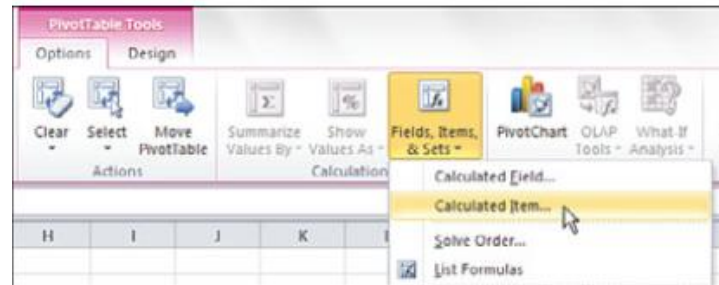 PivotTable Tools
Options Design
Clear Select Move PivotTable
Summarize Values By Show Values As
Fields, Items, & Sets
PivotChart OLAP Tools What-If Analysis
Actions Calculation
Calculated Field...
Calculated Item...
H I J K
Solve Order...
List Formulas